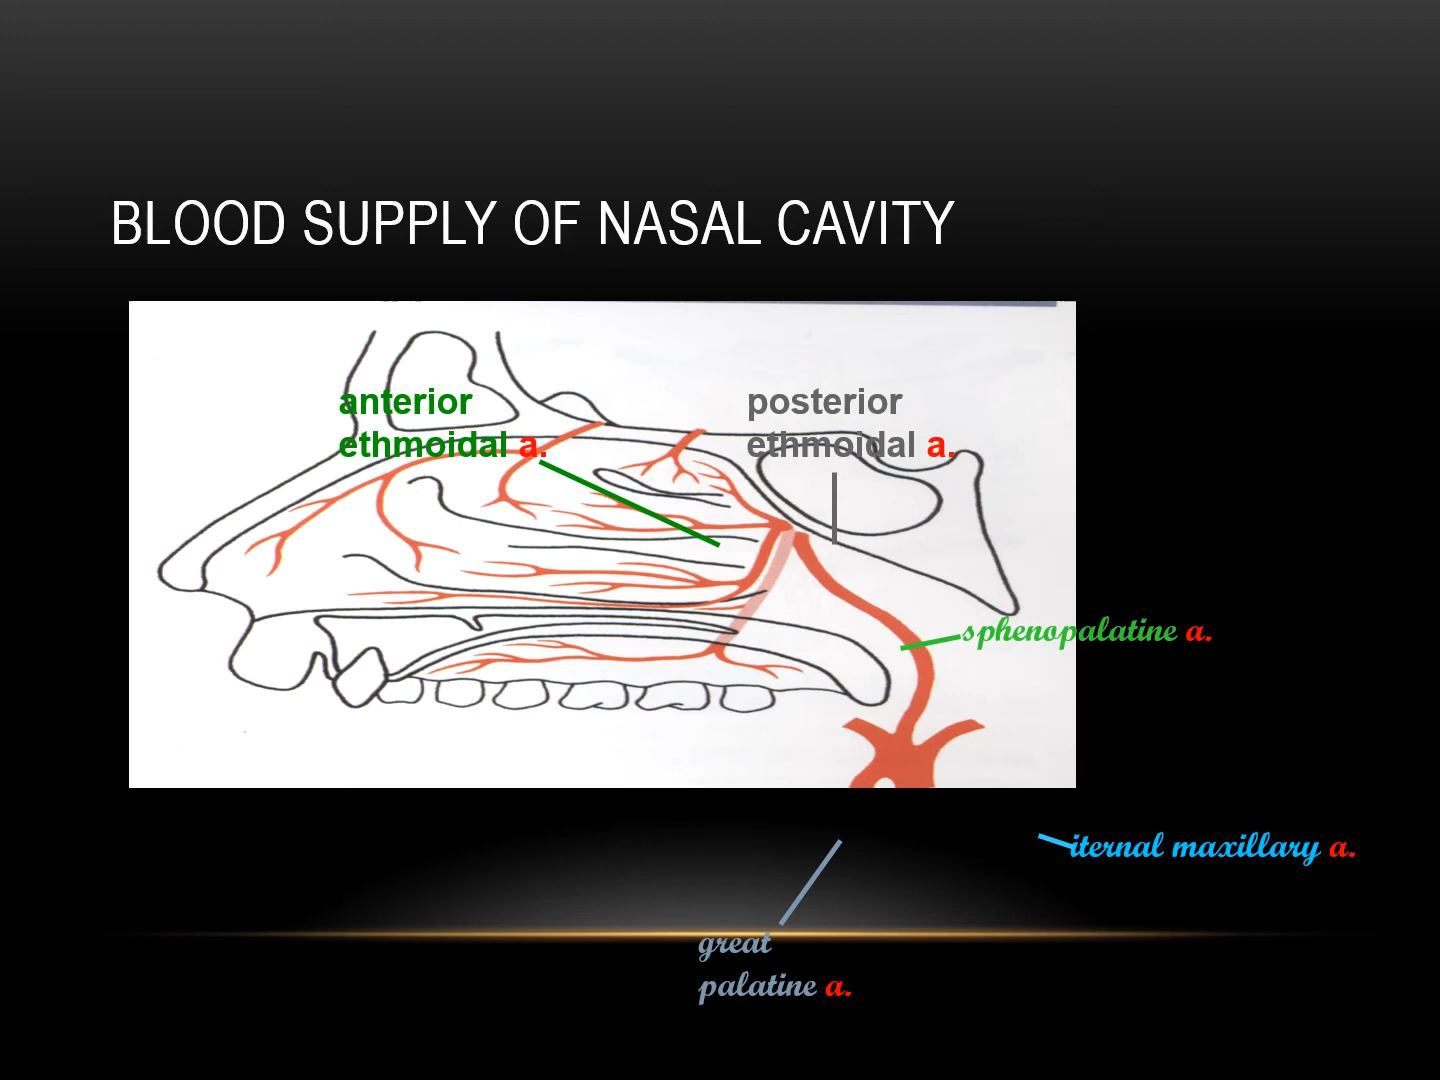 BLOOD SUPPLY OF NASAL CAVITY
anterior
ethmoidal a.
posterior
ethmoidal a.
sphenopalatine a.
iternal maxillary a.
great
palatine a.